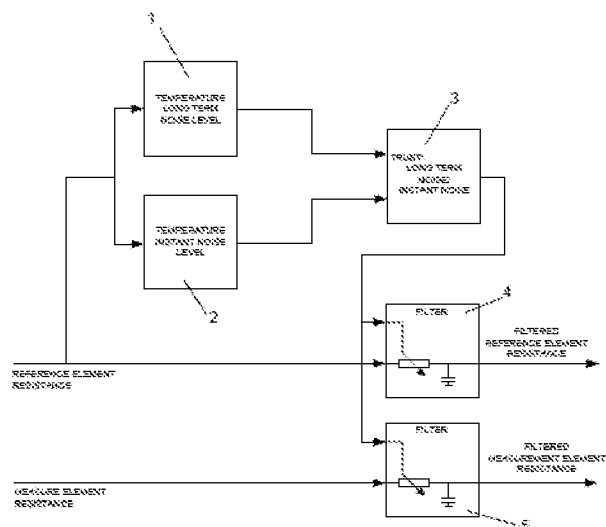 1
TEMPERATURE
LONG TERM
NOISE LEVEL
3
TRUST:
LONG TERM
NOISE/
INSTANT NOISE
TEMPERATURE
INSTANT NOISE
LEVEL
2
4
FILTER
FILTERED
REFERENCE ELEMENT
RESISTANCE
REFERENCE ELEMENT
RESISTANCE
FILTER
FILTERED
MEASUREMENT ELEMENT
RESISTANCE
MEASURE ELEMENT
RESISTANCE
5